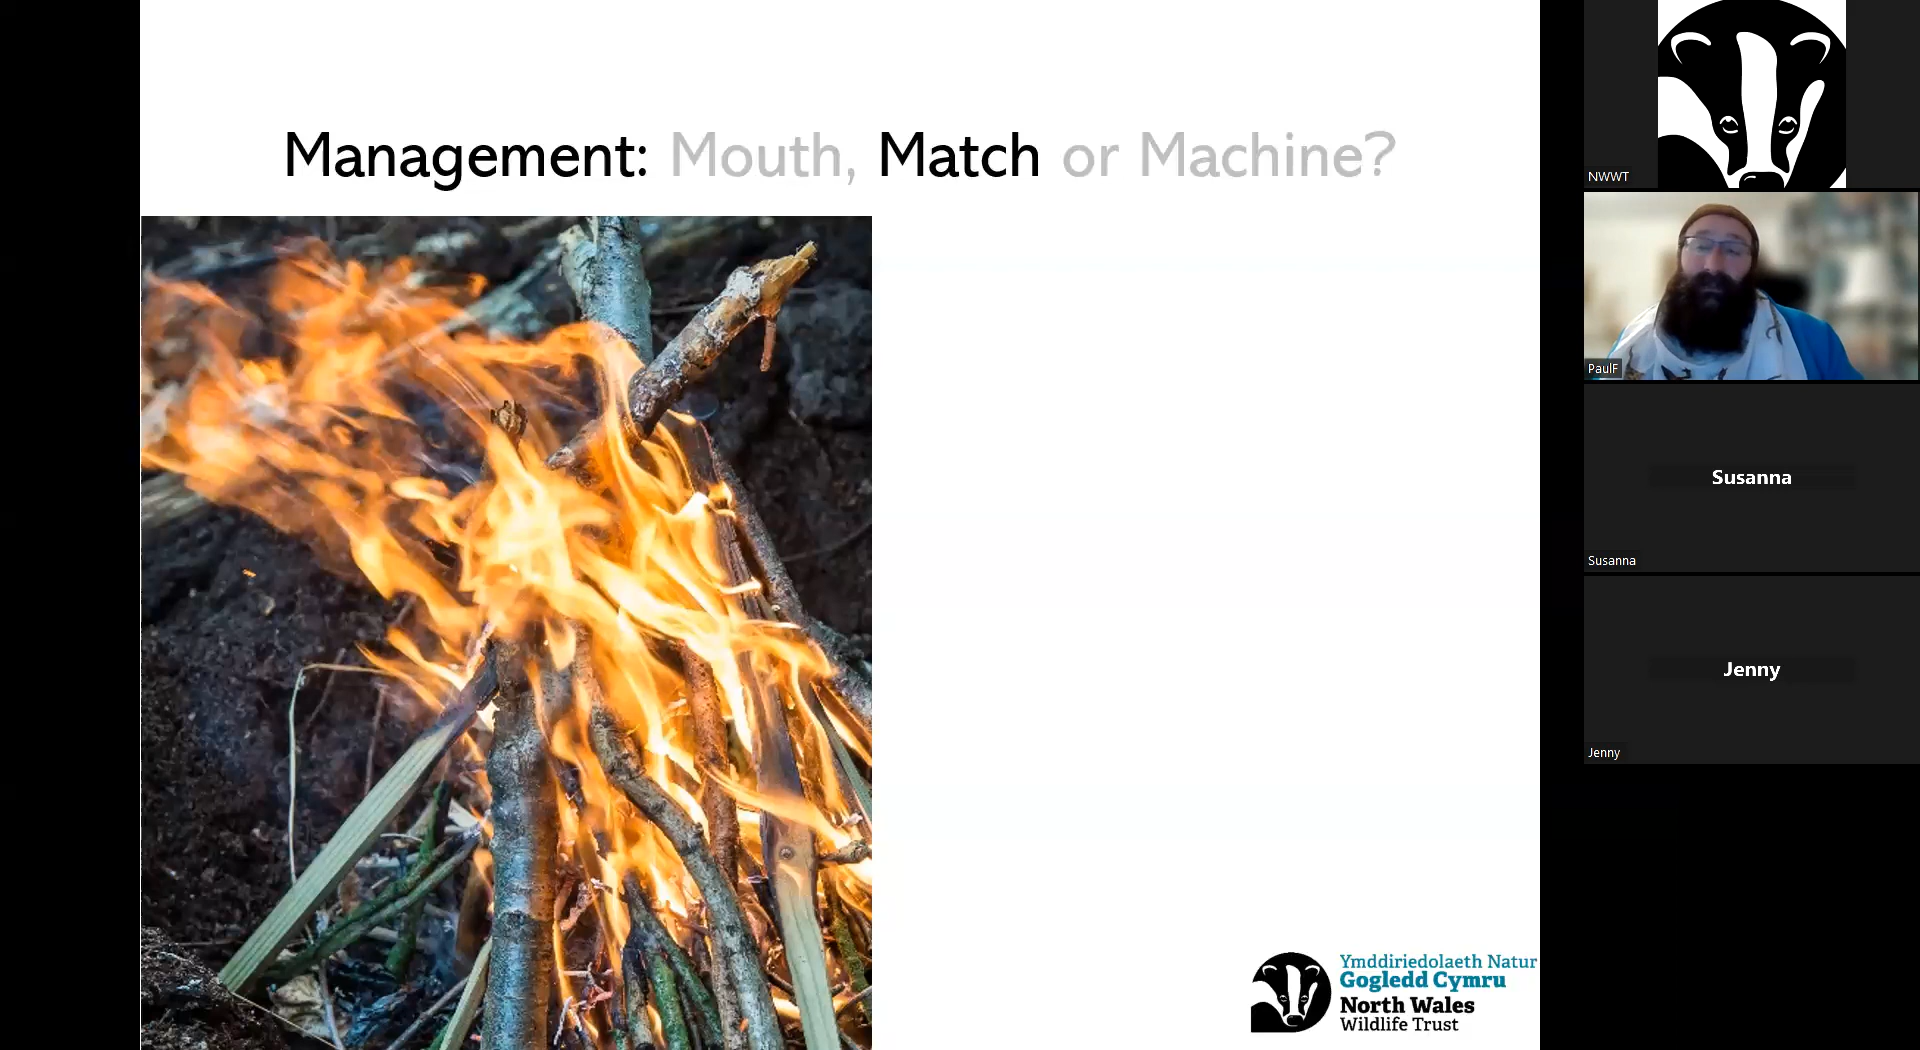 Management: Mouth, Match or Machine?
Ymddiriedolaeth Natur
Gogledd Cymru
North Wales
Wildlife Trust
NWWT
PaulF
Susanna
Susanna
Jenny
Jenny